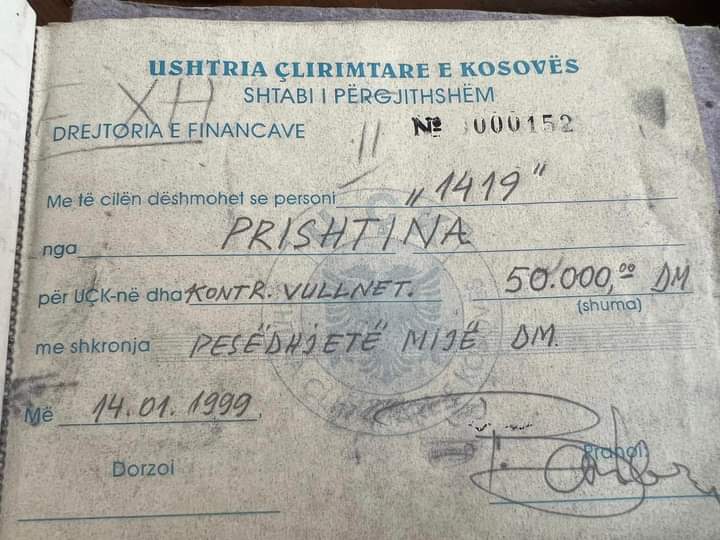 USHTRIA ÇLIRIMTARE E KOSOVËS
SHTABI I PËRGJITHSHËM
XH
DREJTORIA E FINANCAVE № 000152
11
Me të cilën dëshmohet se personi „1419"
nga PRISHTINA
për UÇK-në dha KONTR. VULLNET. 50.000,00 DM
(shuma)
me shkronja PESËDHJETË MIJË DM.
Më 14.01.1999.
Dorzoi Pranoi